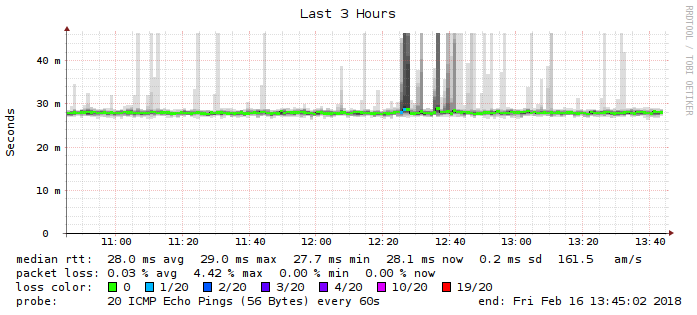 Last 3 Hours
RRDTOOL / TOBI OETIKER
Seconds
40 m
30 m
20 m
10 m
0
11:00 11:20 11:40 12:00 12:20 12:40 13:00 13:20 13:40
median rtt: 28.0 ms avg 29.0 ms max 27.7 ms min 28.1 ms now 0.2 ms sd 161.5 am/s
packet loss: 0.03 % avg 4.42 % max 0.00 % min 0.00 % now
loss color: 0 1/20 2/20 3/20 4/20 10/20 19/20
probe: 20 ICMP Echo Pings (56 Bytes) every 60s end: Fri Feb 16 13:45:02 2018